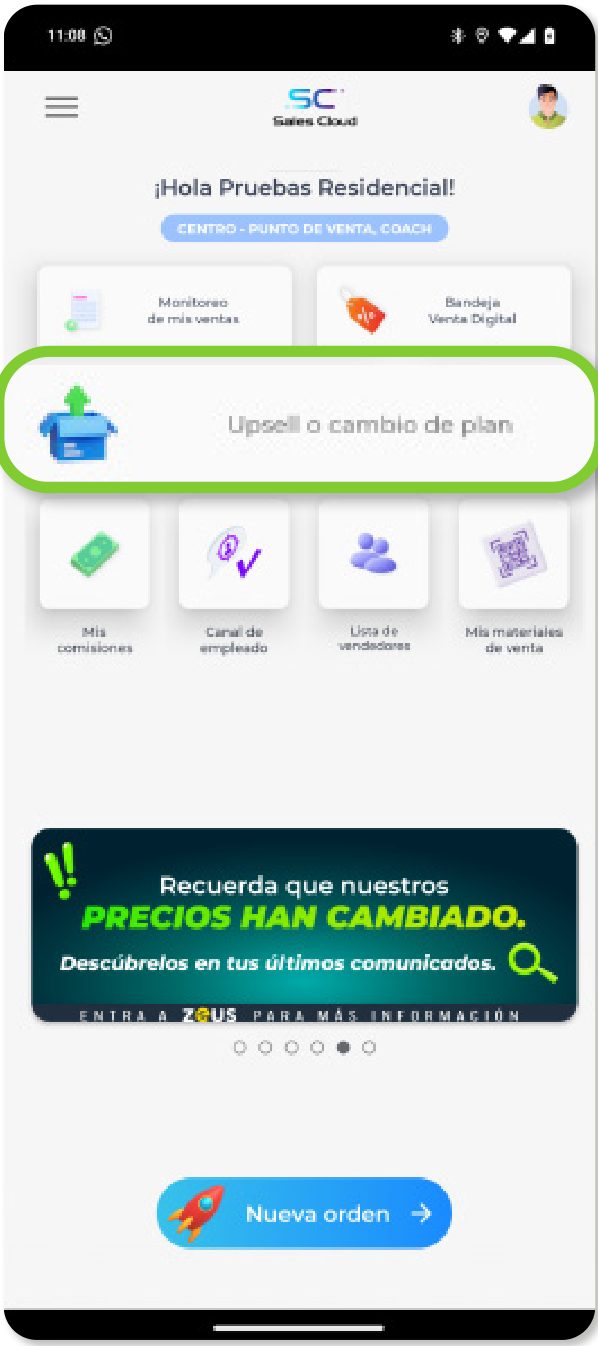 11:08
SC
Sales Cloud
¡Hola Pruebas Residencial!
CENTRO - PUNTO DE VENTA, COACH
Monitoreo
de mis ventas
Bandeja
Venta Digital
Upsell o cambio de plan
Mis
comisiones
Canal de
empleado
Lista de
vendedores
Mis materiales
de venta
Recuerda que nuestros
PRECIOS HAN CAMBIADO.
Descúbrelos en tus últimos comunicados.
ENTRA A ZEUS PARA MÁS INFORMACIÓN
Nueva orden